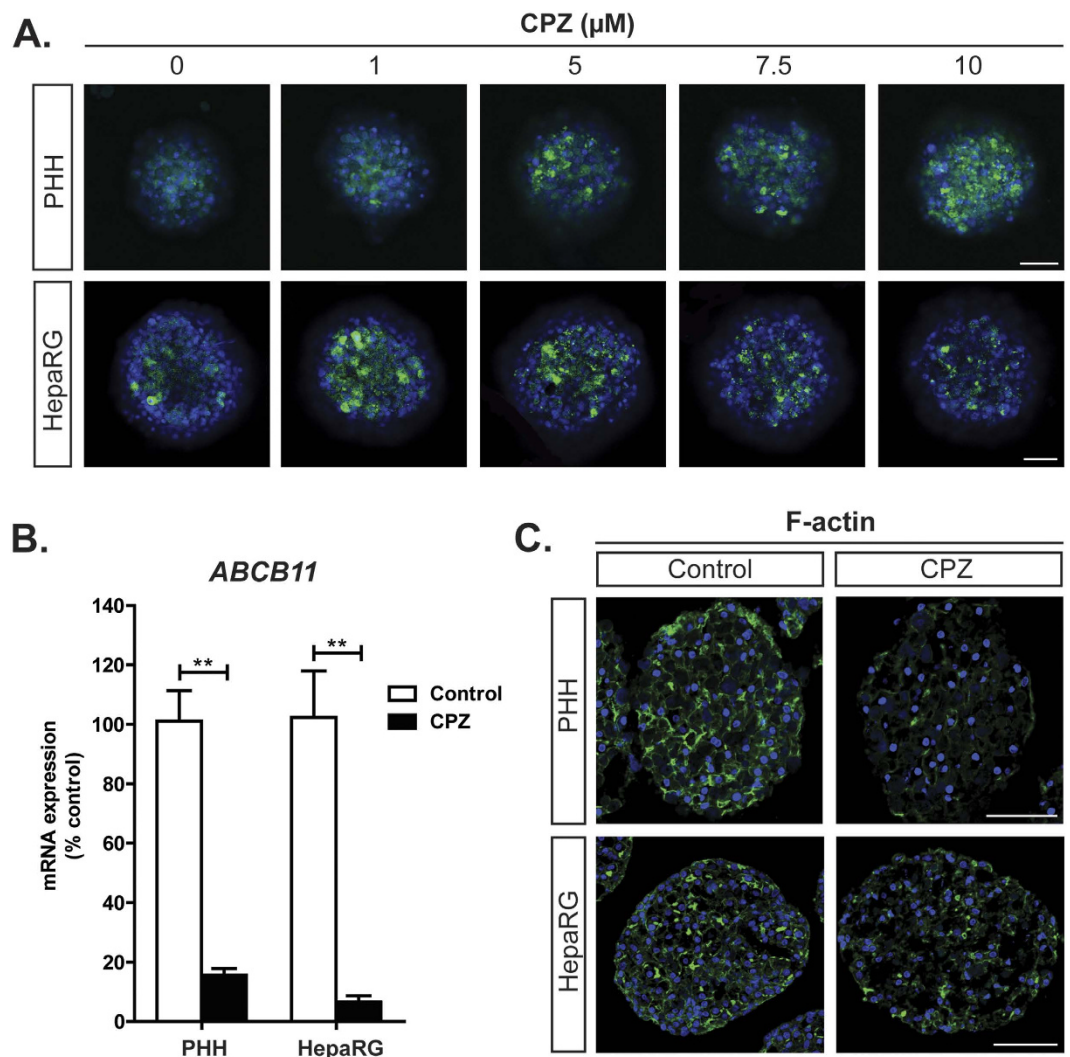 A.
CPZ (µM)
0 1 5 7.5 10
PHH
HepaRG
B.
ABCB11
140
120
100
80
60
40
20
0
mRNA expression
(% control)
**
**
Control
CPZ
PHH HepaRG
C.
F-actin
Control CPZ
PHH
HepaRG